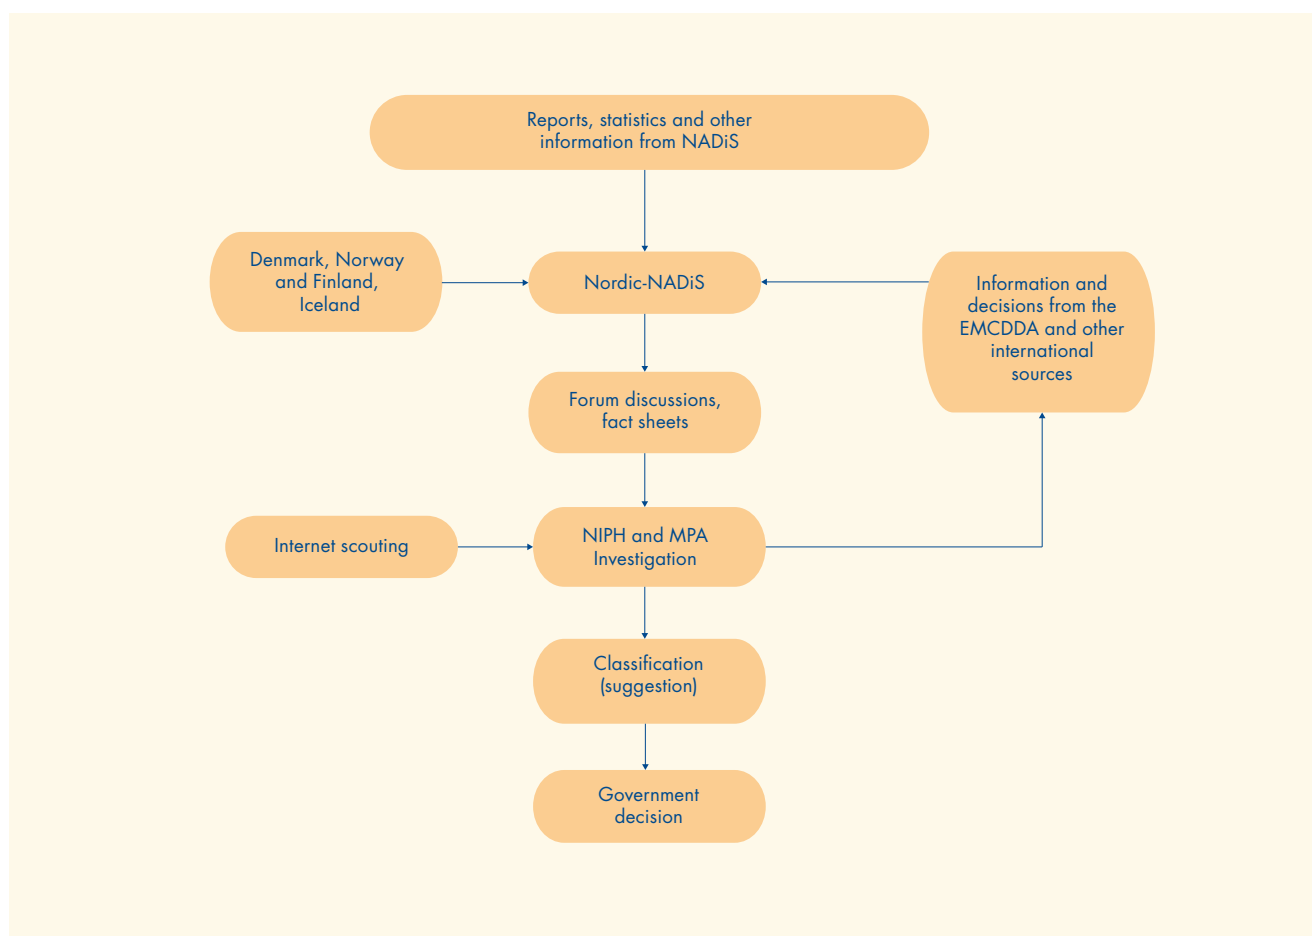 Reports, statistics and other
information from NADiS
Denmark, Norway
and Finland,
Iceland
Nordic-NADiS
Information and
decisions from the
EMCDDA and other
international
sources
Forum discussions,
fact sheets
Internet scouting
NIPH and MPA
Investigation
Classification
(suggestion)
Government
decision